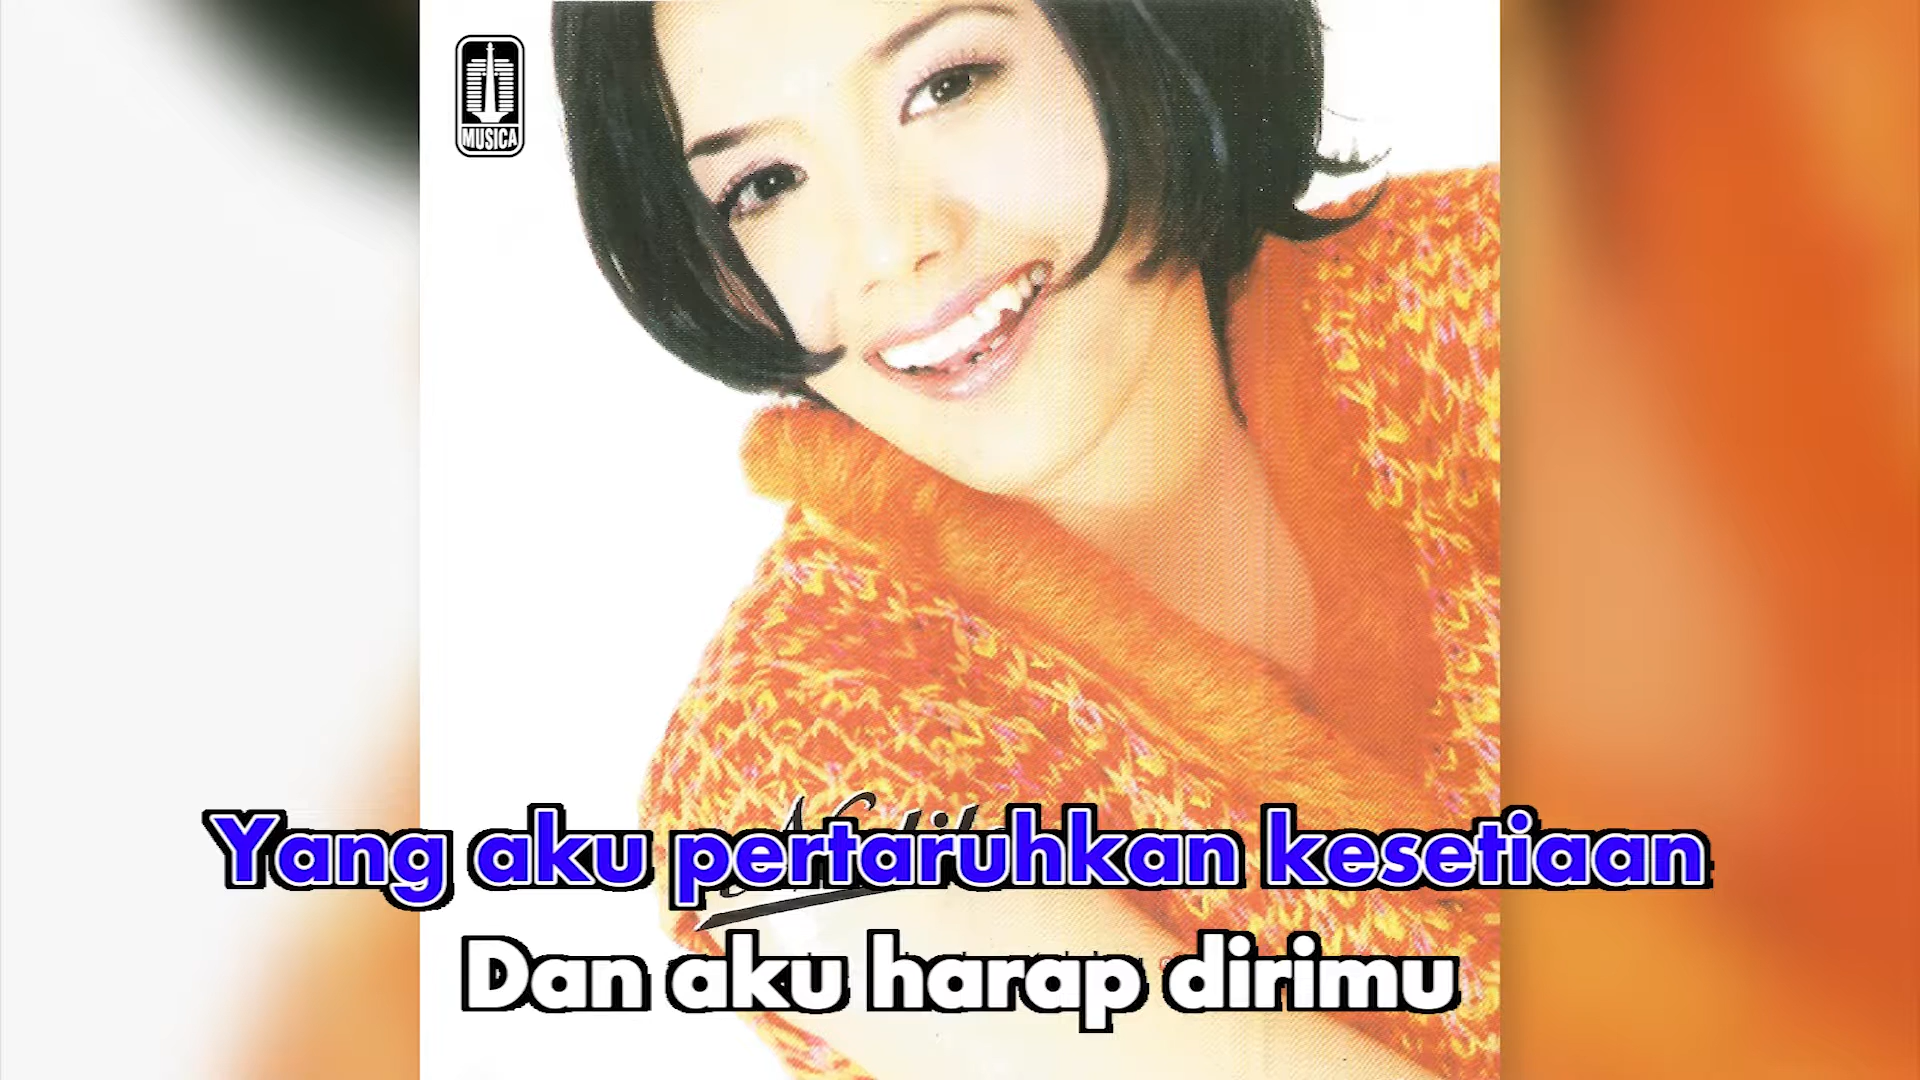 MUSICA
Yang aku pertaruhkan kesetiaan
Dan aku harap dirimu